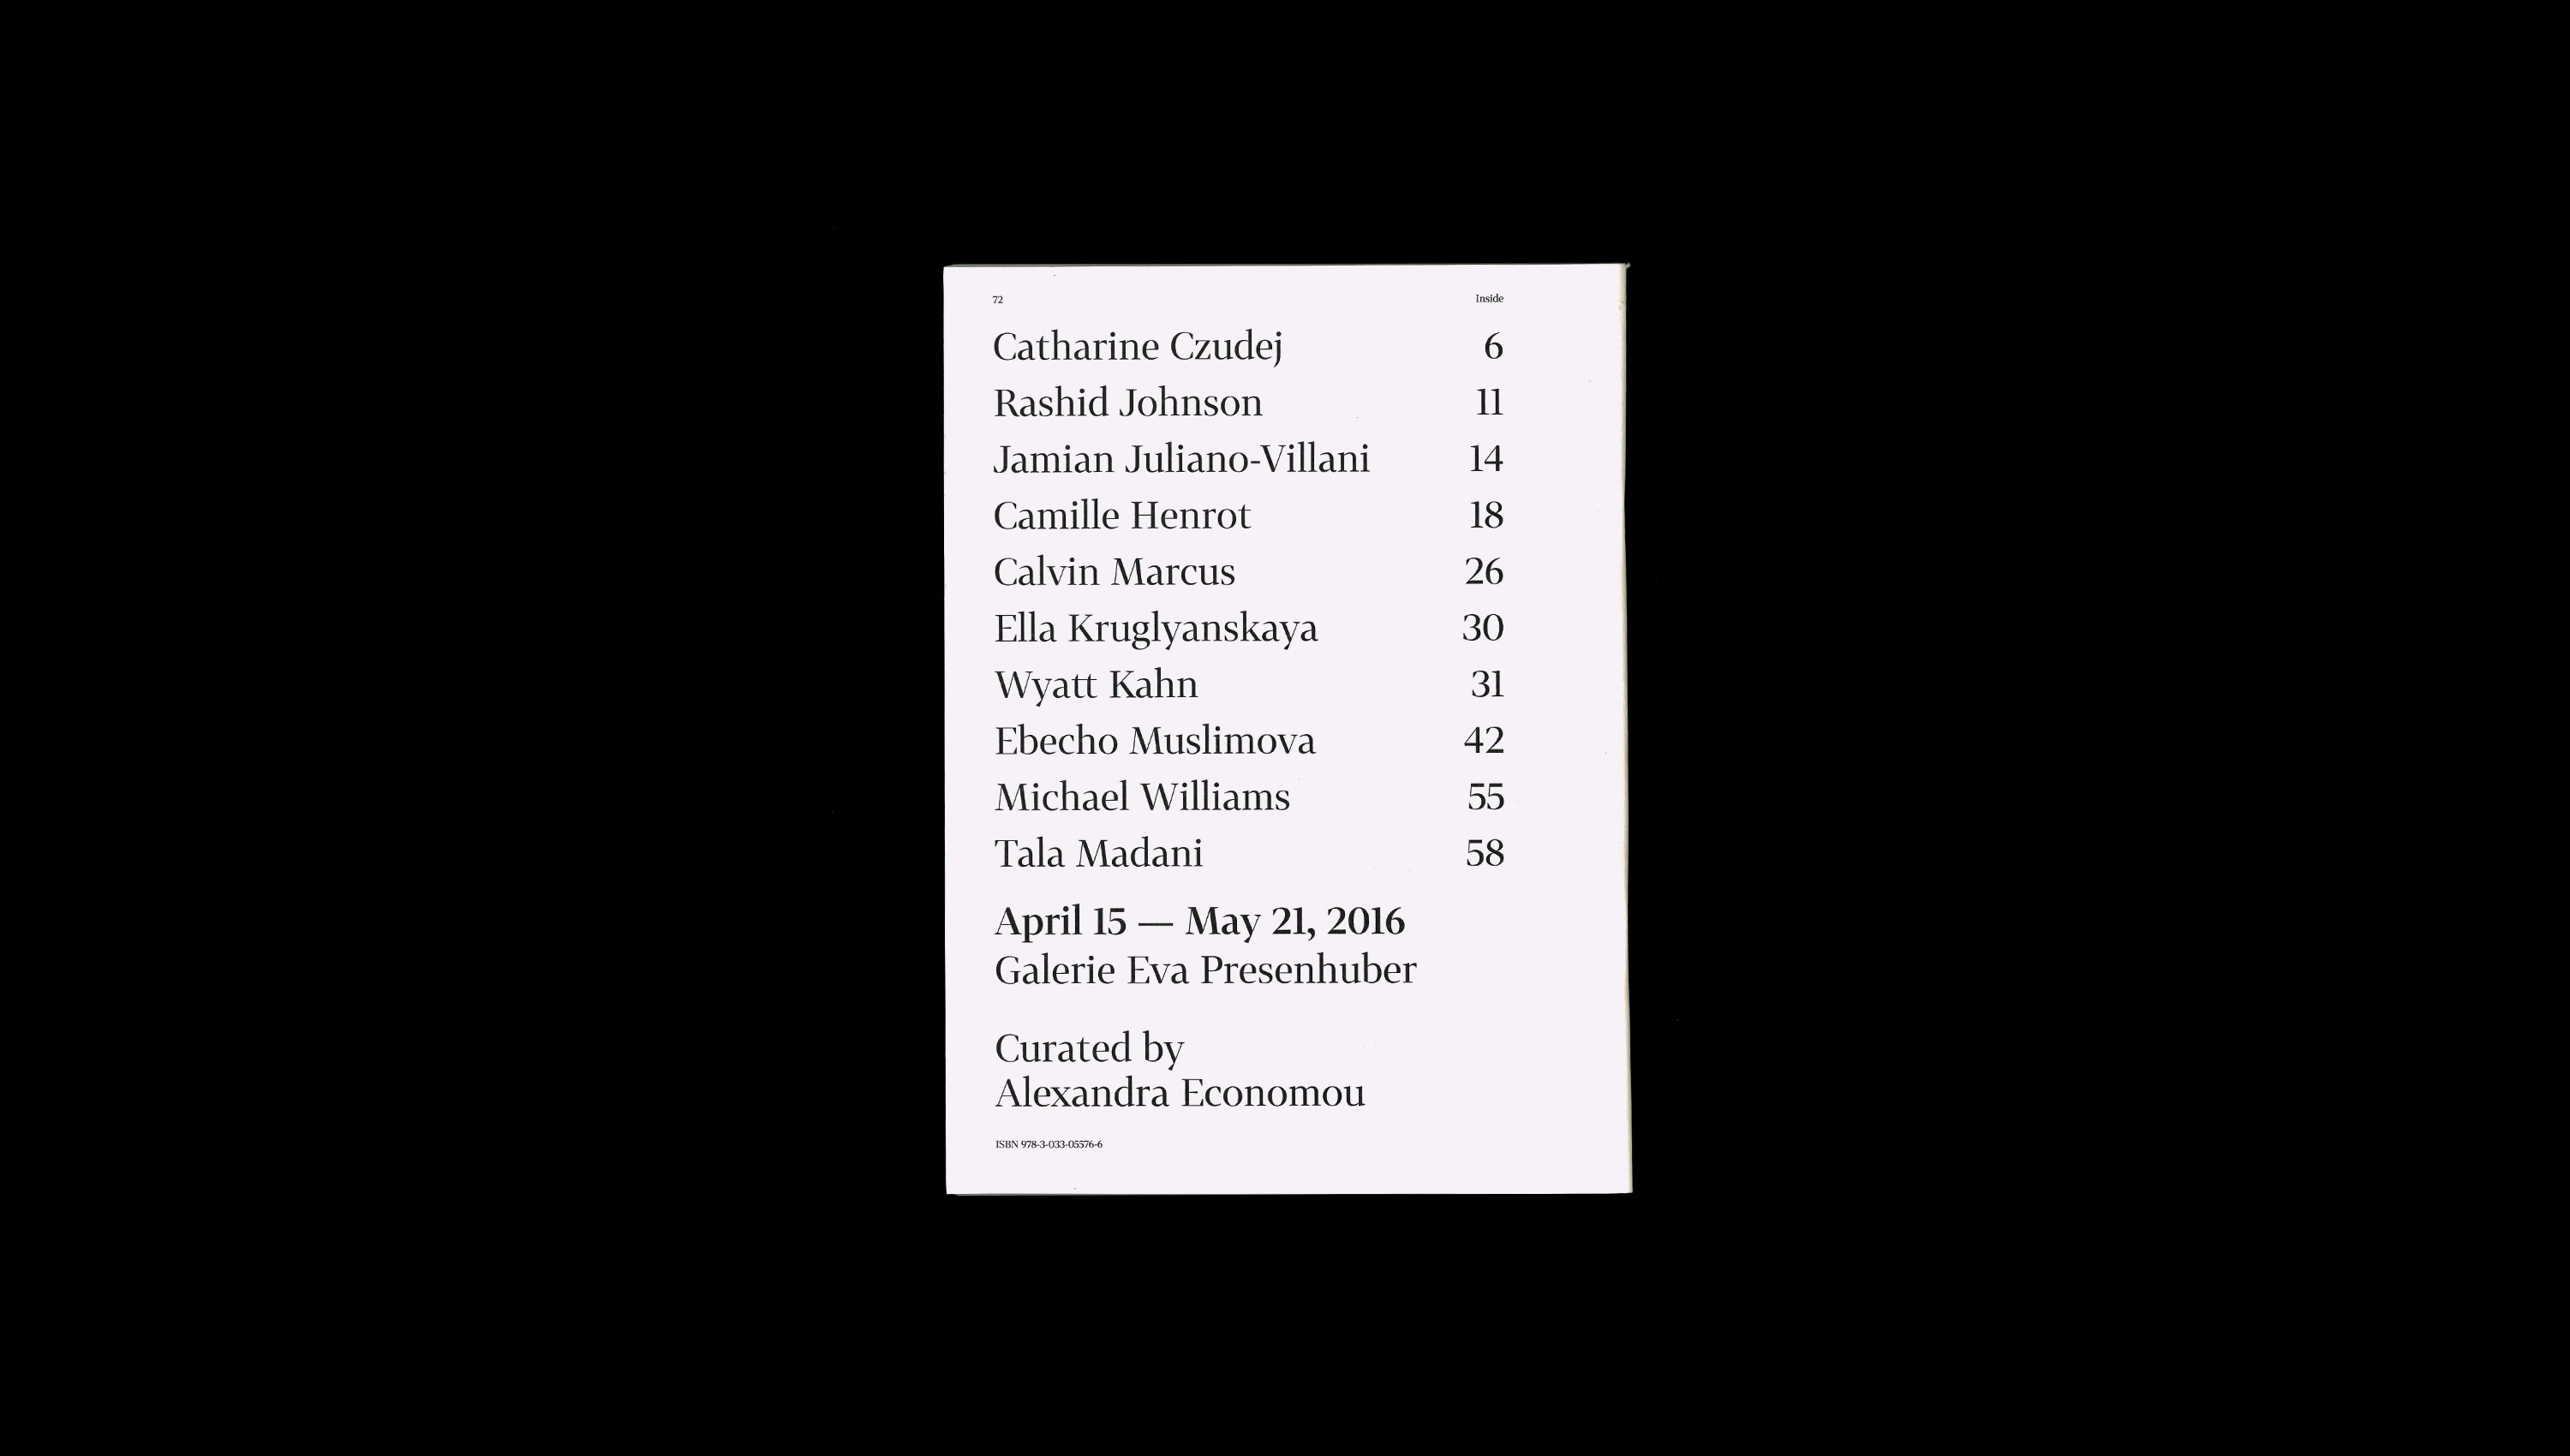 72 Inside
Catharine Czudej 6
Rashid Johnson 11
Jamian Juliano-Villani 14
Camille Henrot 18
Calvin Marcus 26
Ella Kruglyanskaya 30
Wyatt Kahn 31
Ebecho Muslimova 42
Michael Williams 55
Tala Madani 58
April 15 — May 21, 2016
Galerie Eva Presenhuber
Curated by
Alexandra Economou
ISBN 978-3-033-05576-6